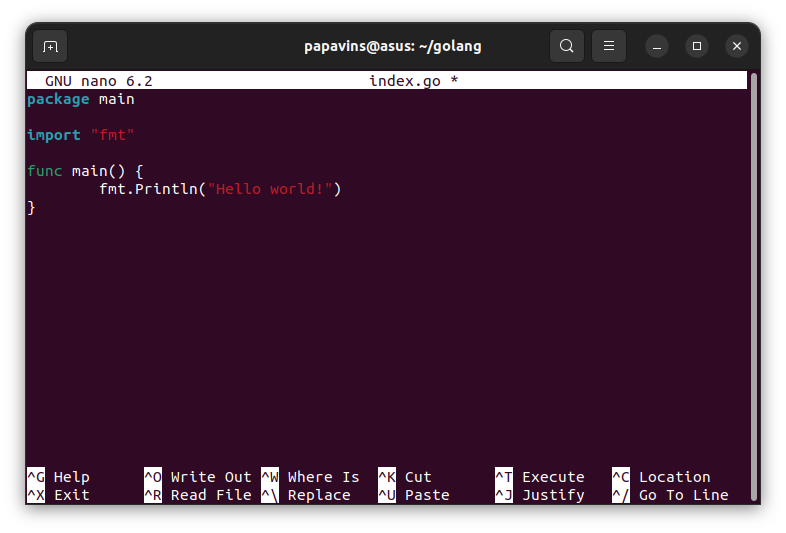 papavins@asus: ~/golang
GNU nano 6.2 index.go *
package main
import "fmt"
func main() {
        fmt.Println("Hello world!")
}
^G Help ^O Write Out ^W Where Is ^K Cut ^T Execute ^C Location
^X Exit ^R Read File ^\ Replace ^U Paste ^J Justify ^/ Go To Line